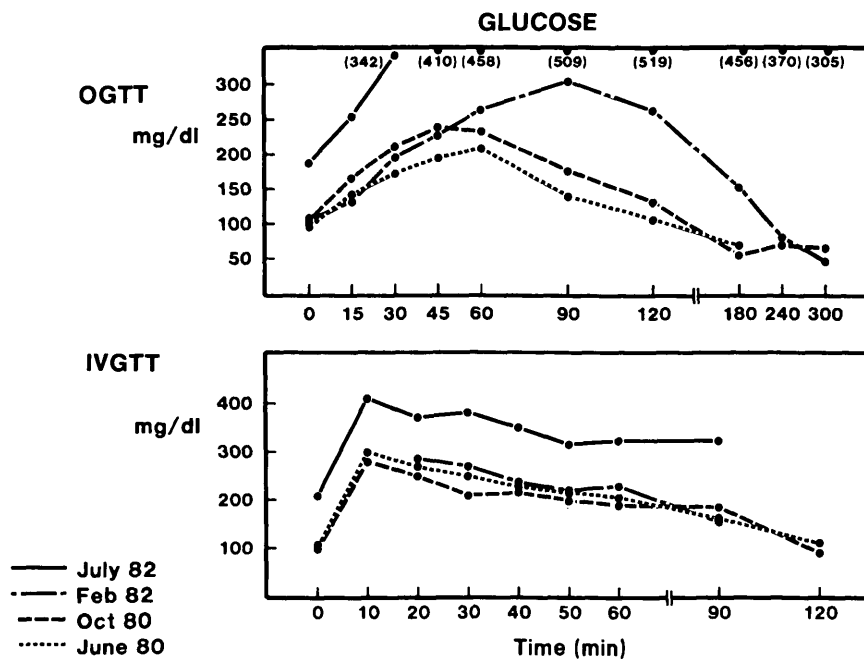 GLUCOSE
OGTT
mg/dl
300
250
200
150
100
50
(342) (410) (458) (509) (519) (456) (370) (305)
0 15 30 45 60 90 120 180 240 300
IVGTT
mg/dl
400
300
200
100
0 10 20 30 40 50 60 90 120
Time (min)
July 82
Feb 82
Oct 80
June 80